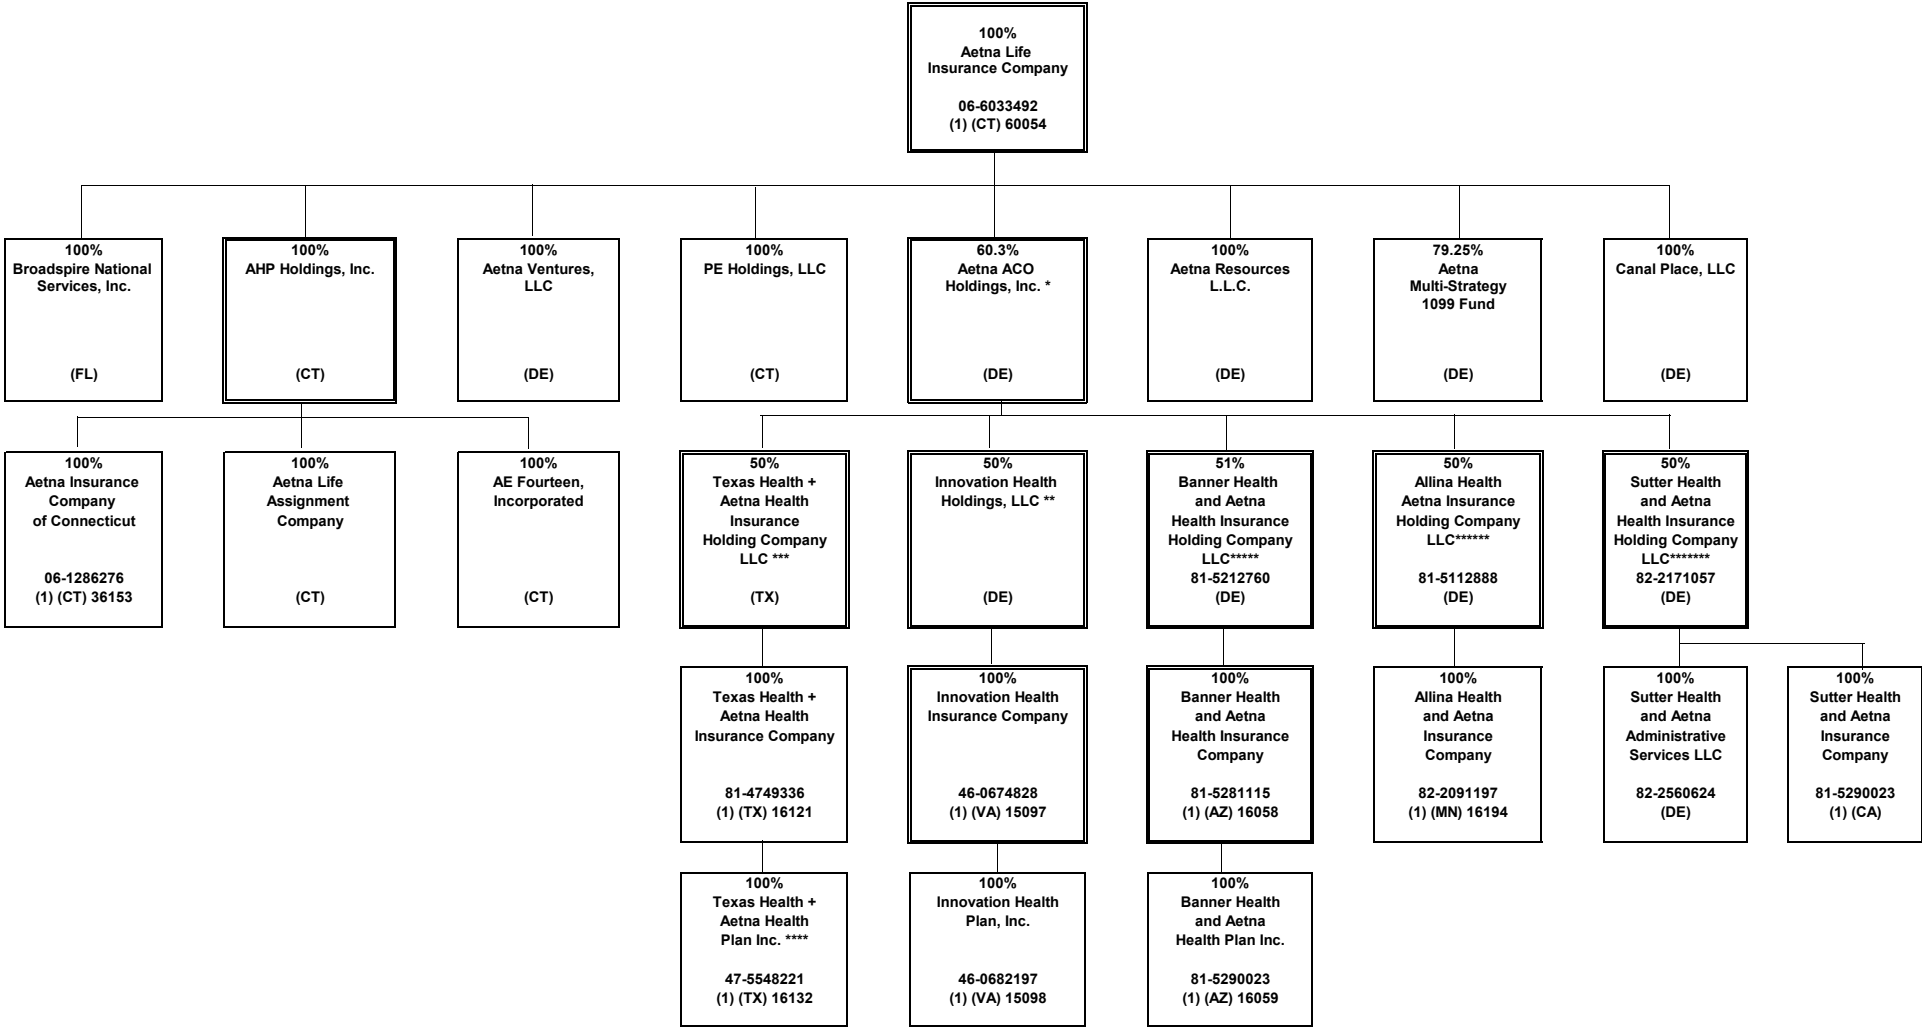 100%
Aetna Life
Insurance Company
06-6033492
(1) (CT) 60054
100%
Broadspire National
Services, Inc.
(FL)
100%
AHP Holdings, Inc.
(CT)
100%
Aetna Ventures,
LLC
(DE)
100%
PE Holdings, LLC
(CT)
60.3%
Aetna ACO
Holdings, Inc. *
(DE)
100%
Aetna Resources
L.L.C.
(DE)
79.25%
Aetna
Multi-Strategy
1099 Fund
(DE)
100%
Canal Place, LLC
(DE)
100%
Aetna Insurance
Company
of Connecticut
06-1286276
(1) (CT) 36153
100%
Aetna Life
Assignment
Company
(CT)
100%
AE Fourteen,
Incorporated
(CT)
50%
Texas Health +
Aetna Health
Insurance
Holding Company
LLC ***
(TX)
50%
Innovation Health
Holdings, LLC **
(DE)
51%
Banner Health
and Aetna
Health Insurance
Holding Company
LLC*****
81-5212760
(DE)
50%
Allina Health
Aetna Insurance
Holding Company
LLC******
81-5112888
(DE)
50%
Sutter Health
and Aetna
Health Insurance
Holding Company
LLC*******
82-2171057
(DE)
100%
Texas Health +
Aetna Health
Insurance Company
81-4749336
(1) (TX) 16121
100%
Innovation Health
Insurance Company
46-0674828
(1) (VA) 15097
100%
Banner Health
and Aetna
Health Insurance
Company
81-5281115
(1) (AZ) 16058
100%
Allina Health
and Aetna
Insurance
Company
82-2091197
(1) (MN) 16194
100%
Sutter Health
and Aetna
Administrative
Services LLC
82-2560624
(DE)
100%
Sutter Health
and Aetna
Insurance
Company
81-5290023
(1) (CA)
100%
Texas Health +
Aetna Health
Plan Inc. ****
47-5548221
(1) (TX) 16132
100%
Innovation Health
Plan, Inc.
46-0682197
(1) (VA) 15098
100%
Banner Health
and Aetna
Health Plan Inc.
81-5290023
(1) (AZ) 16059